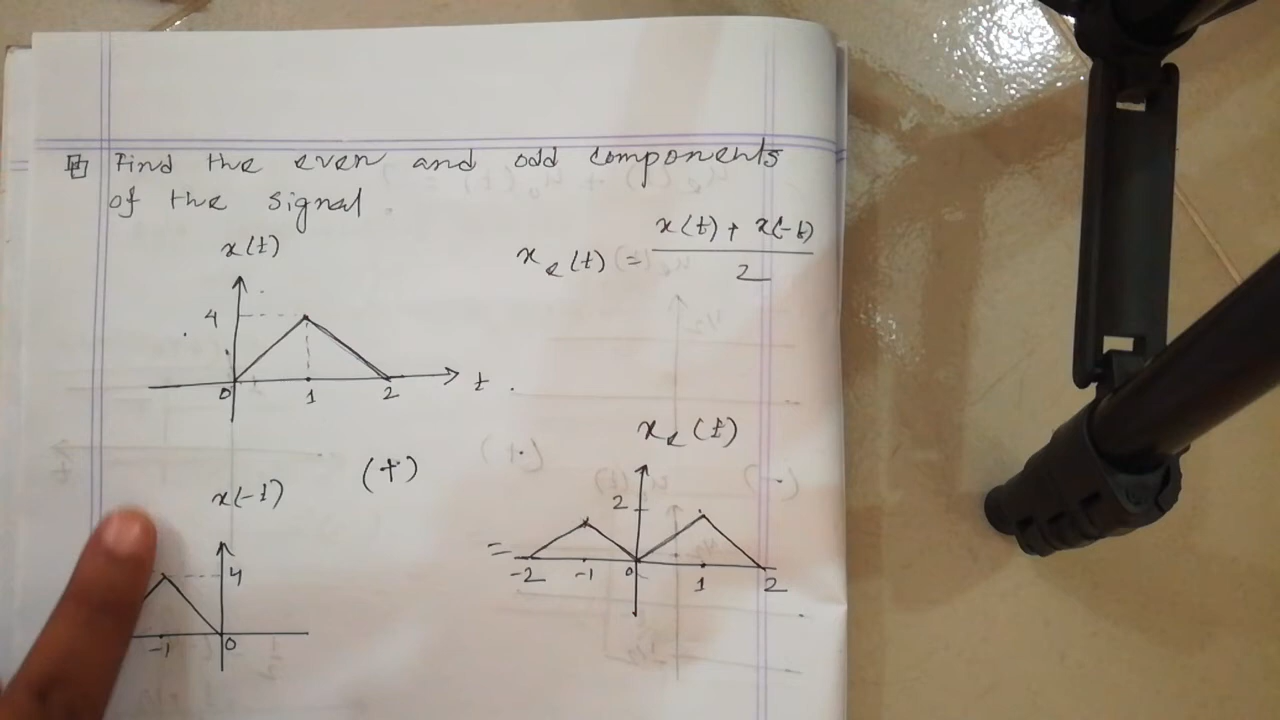 Find the even and odd components
of the signal.
x(t)
xe(t) = x(t) + x(-t) / 2
4
0 1 2 t
(+)
x(-t)
4
-1 0
xe(t)
2
=
-2 -1 0 1 2